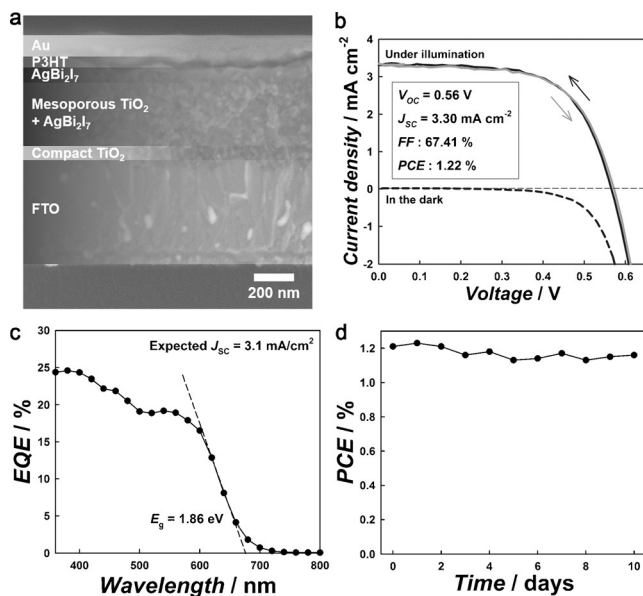 a
Au
P3HT
AgBi₂I₇
Mesoporous TiO₂
+ AgBi₂I₇
Compact TiO₂
FTO
200 nm
b
Current density / mA cm⁻²
4
3
2
1
0
-1
-2
Under illumination
V_OC = 0.56 V
J_SC = 3.30 mA cm⁻²
FF : 67.41 %
PCE : 1.22 %
In the dark
0.0 0.1 0.2 0.3 0.4 0.5 0.6
Voltage / V
c
EQE / %
30
25
20
15
10
5
0
Expected J_SC = 3.1 mA/cm²
E_g = 1.86 eV
400 500 600 700 800
Wavelength / nm
d
PCE / %
1.2
1.0
0.8
0.6
0.4
0.2
0.0
0 2 4 6 8 10
Time / days